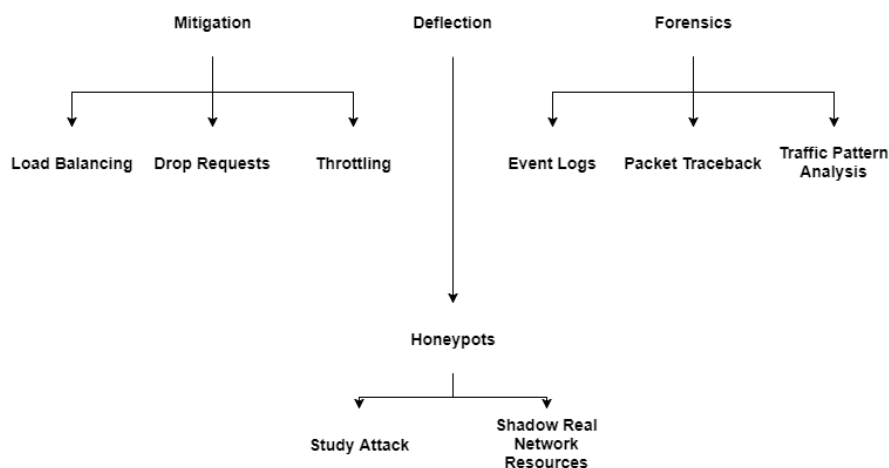 Mitigation
Deflection
Forensics
Load Balancing
Drop Requests
Throttling
Event Logs
Packet Traceback
Traffic Pattern
Analysis
Honeypots
Study Attack
Shadow Real
Network
Resources